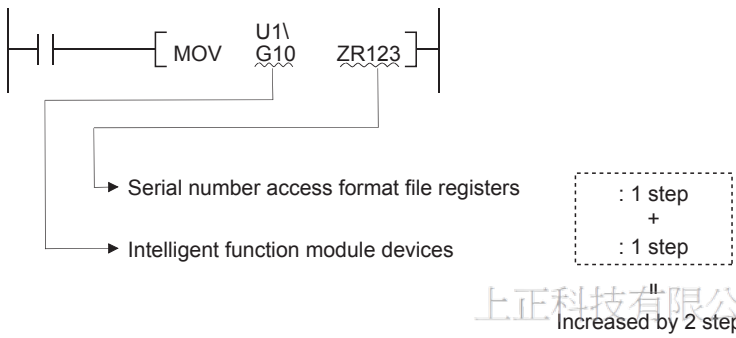 U1\
MOV G10 ZR123
Serial number access format file registers
: 1 step
+
Intelligent function module devices
: 1 step
=
上正科技有限公
Increased by 2 step